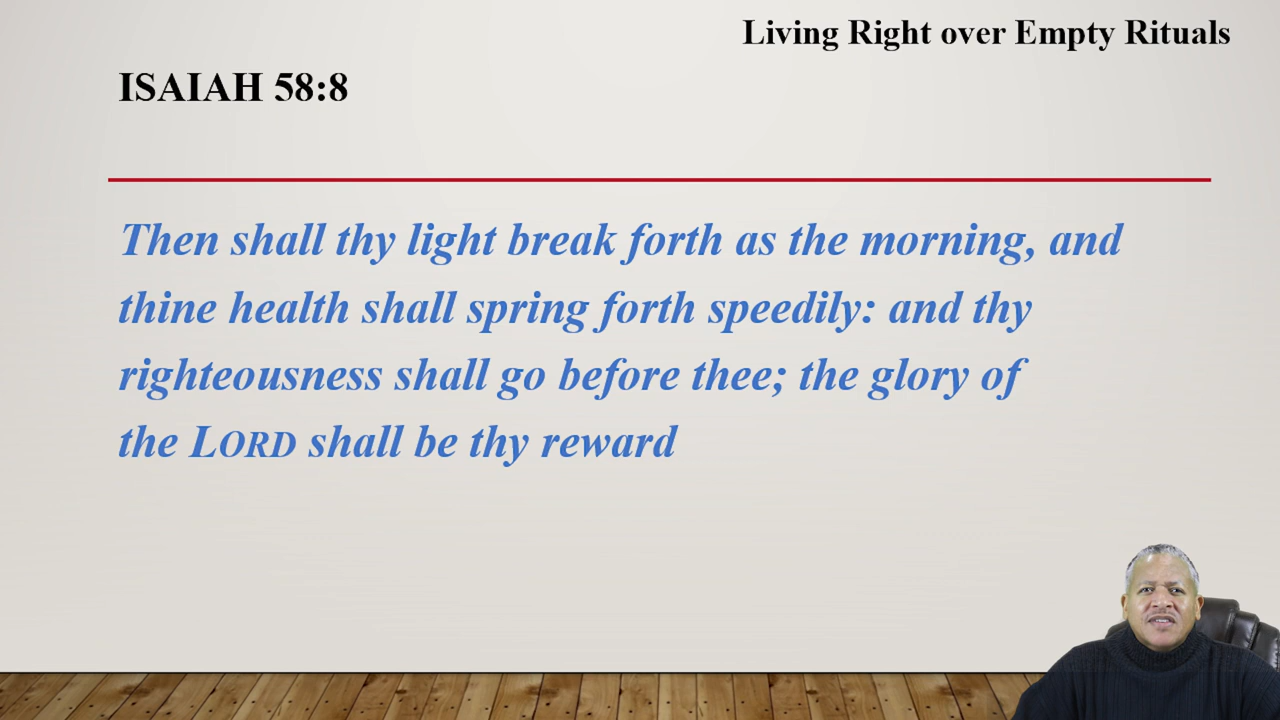 Living Right over Empty Rituals
ISAIAH 58:8
Then shall thy light break forth as the morning, and
thine health shall spring forth speedily: and thy
righteousness shall go before thee; the glory of
the LORD shall be thy reward